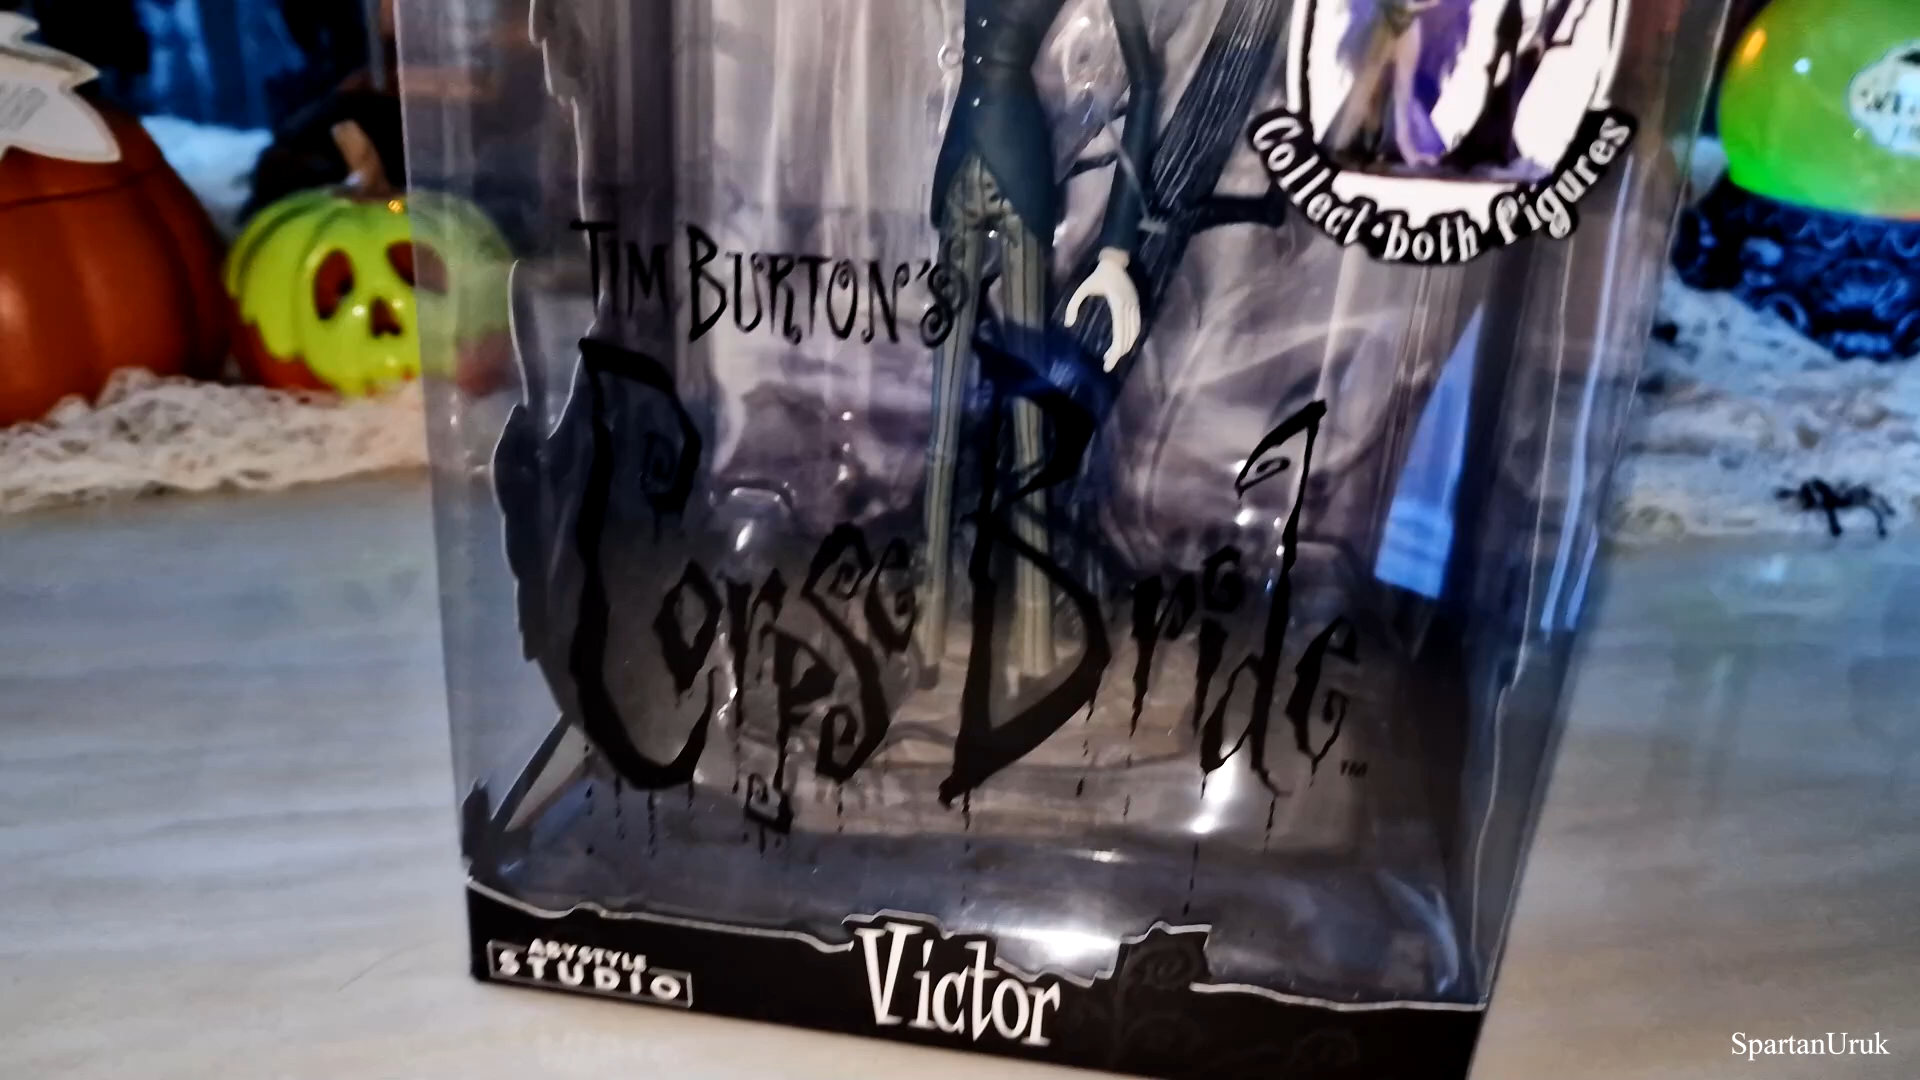 Collect·both figures
TIM BURTON'S
Corpse Bride
TM
Victor
ABYSTYLE
STUDIO
SpartanUruk